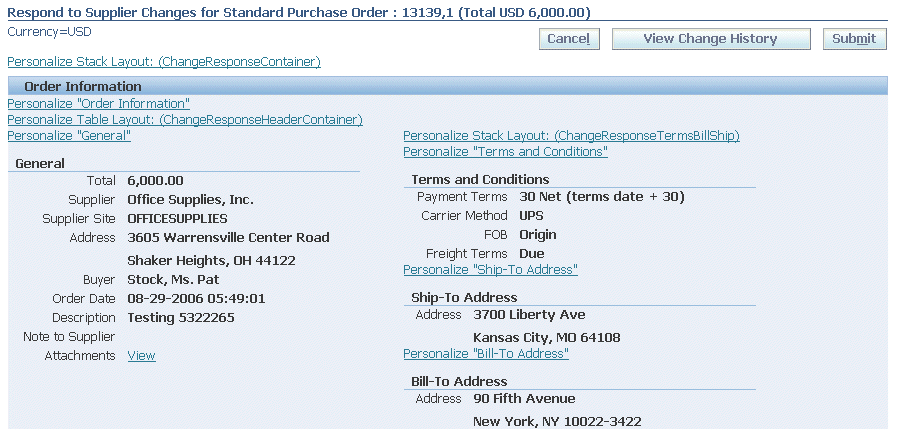 Respond to Supplier Changes for Standard Purchase Order : 13139,1 (Total USD 6,000.00)
Currency=USD
Cancel View Change History Submit
Personalize Stack Layout: (ChangeResponseContainer)
Order Information
Personalize "Order Information"
Personalize Table Layout: (ChangeResponseHeaderContainer)
Personalize "General"
General
Total 6,000.00
Supplier Office Supplies, Inc.
Supplier Site OFFICESUPPLIES
Address 3605 Warrensville Center Road
Shaker Heights, OH 44122
Buyer Stock, Ms. Pat
Order Date 08-29-2006 05:49:01
Description Testing 5322265
Note to Supplier
Attachments View
Personalize Stack Layout: (ChangeResponseTermsBillShip)
Personalize "Terms and Conditions"
Terms and Conditions
Payment Terms 30 Net (terms date + 30)
Carrier Method UPS
FOB Origin
Freight Terms Due
Personalize "Ship-To Address"
Ship-To Address
Address 3700 Liberty Ave
Kansas City, MO 64108
Personalize "Bill-To Address"
Bill-To Address
Address 90 Fifth Avenue
New York, NY 10022-3422